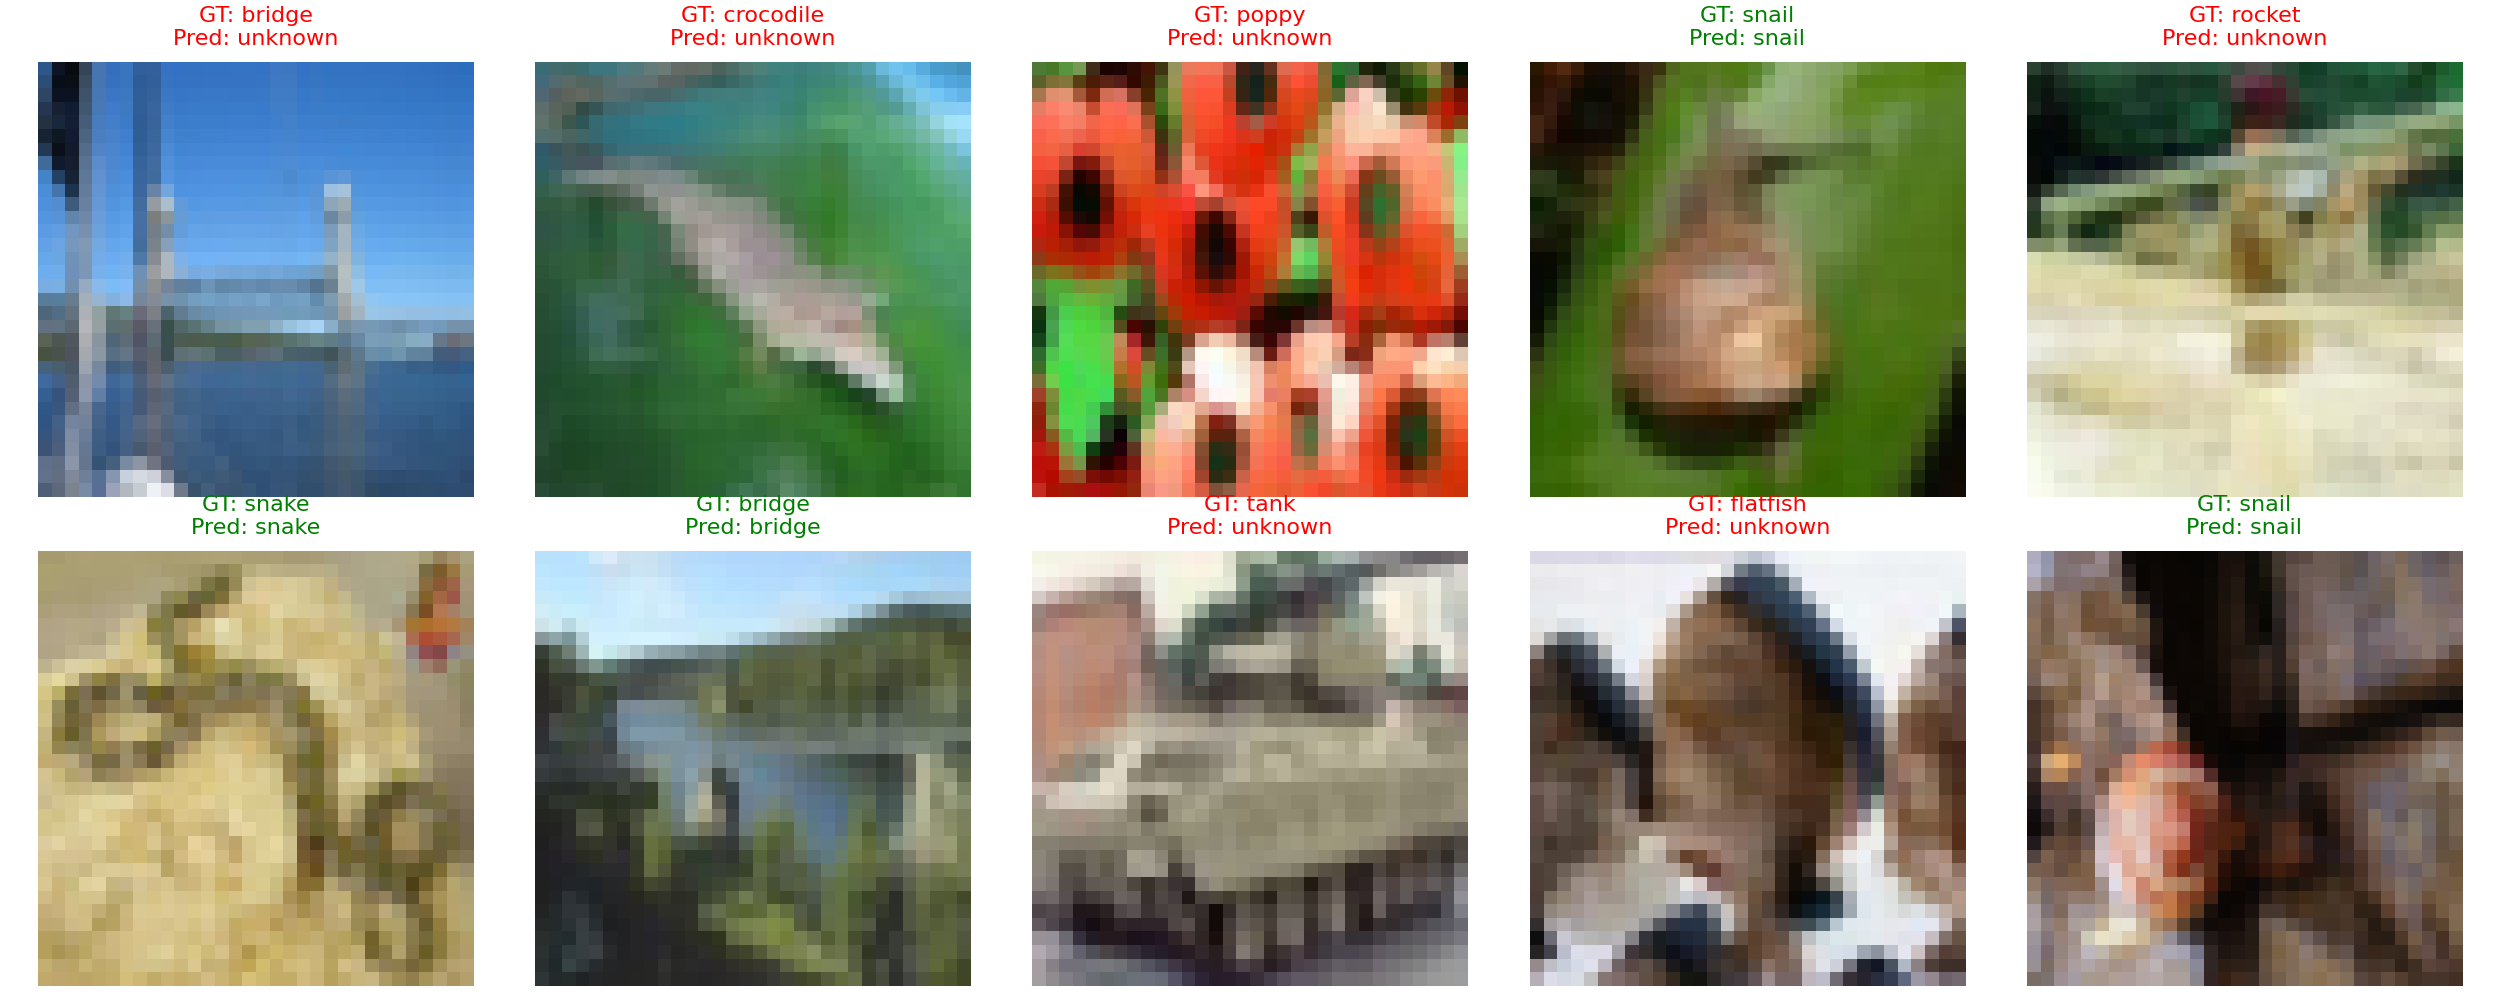 GT: bridge
Pred: unknown
GT: crocodile
Pred: unknown
GT: poppy
Pred: unknown
GT: snail
Pred: snail
GT: rocket
Pred: unknown
GT: snake
Pred: snake
GT: bridge
Pred: bridge
GT: tank
Pred: unknown
GT: flatfish
Pred: unknown
GT: snail
Pred: snail